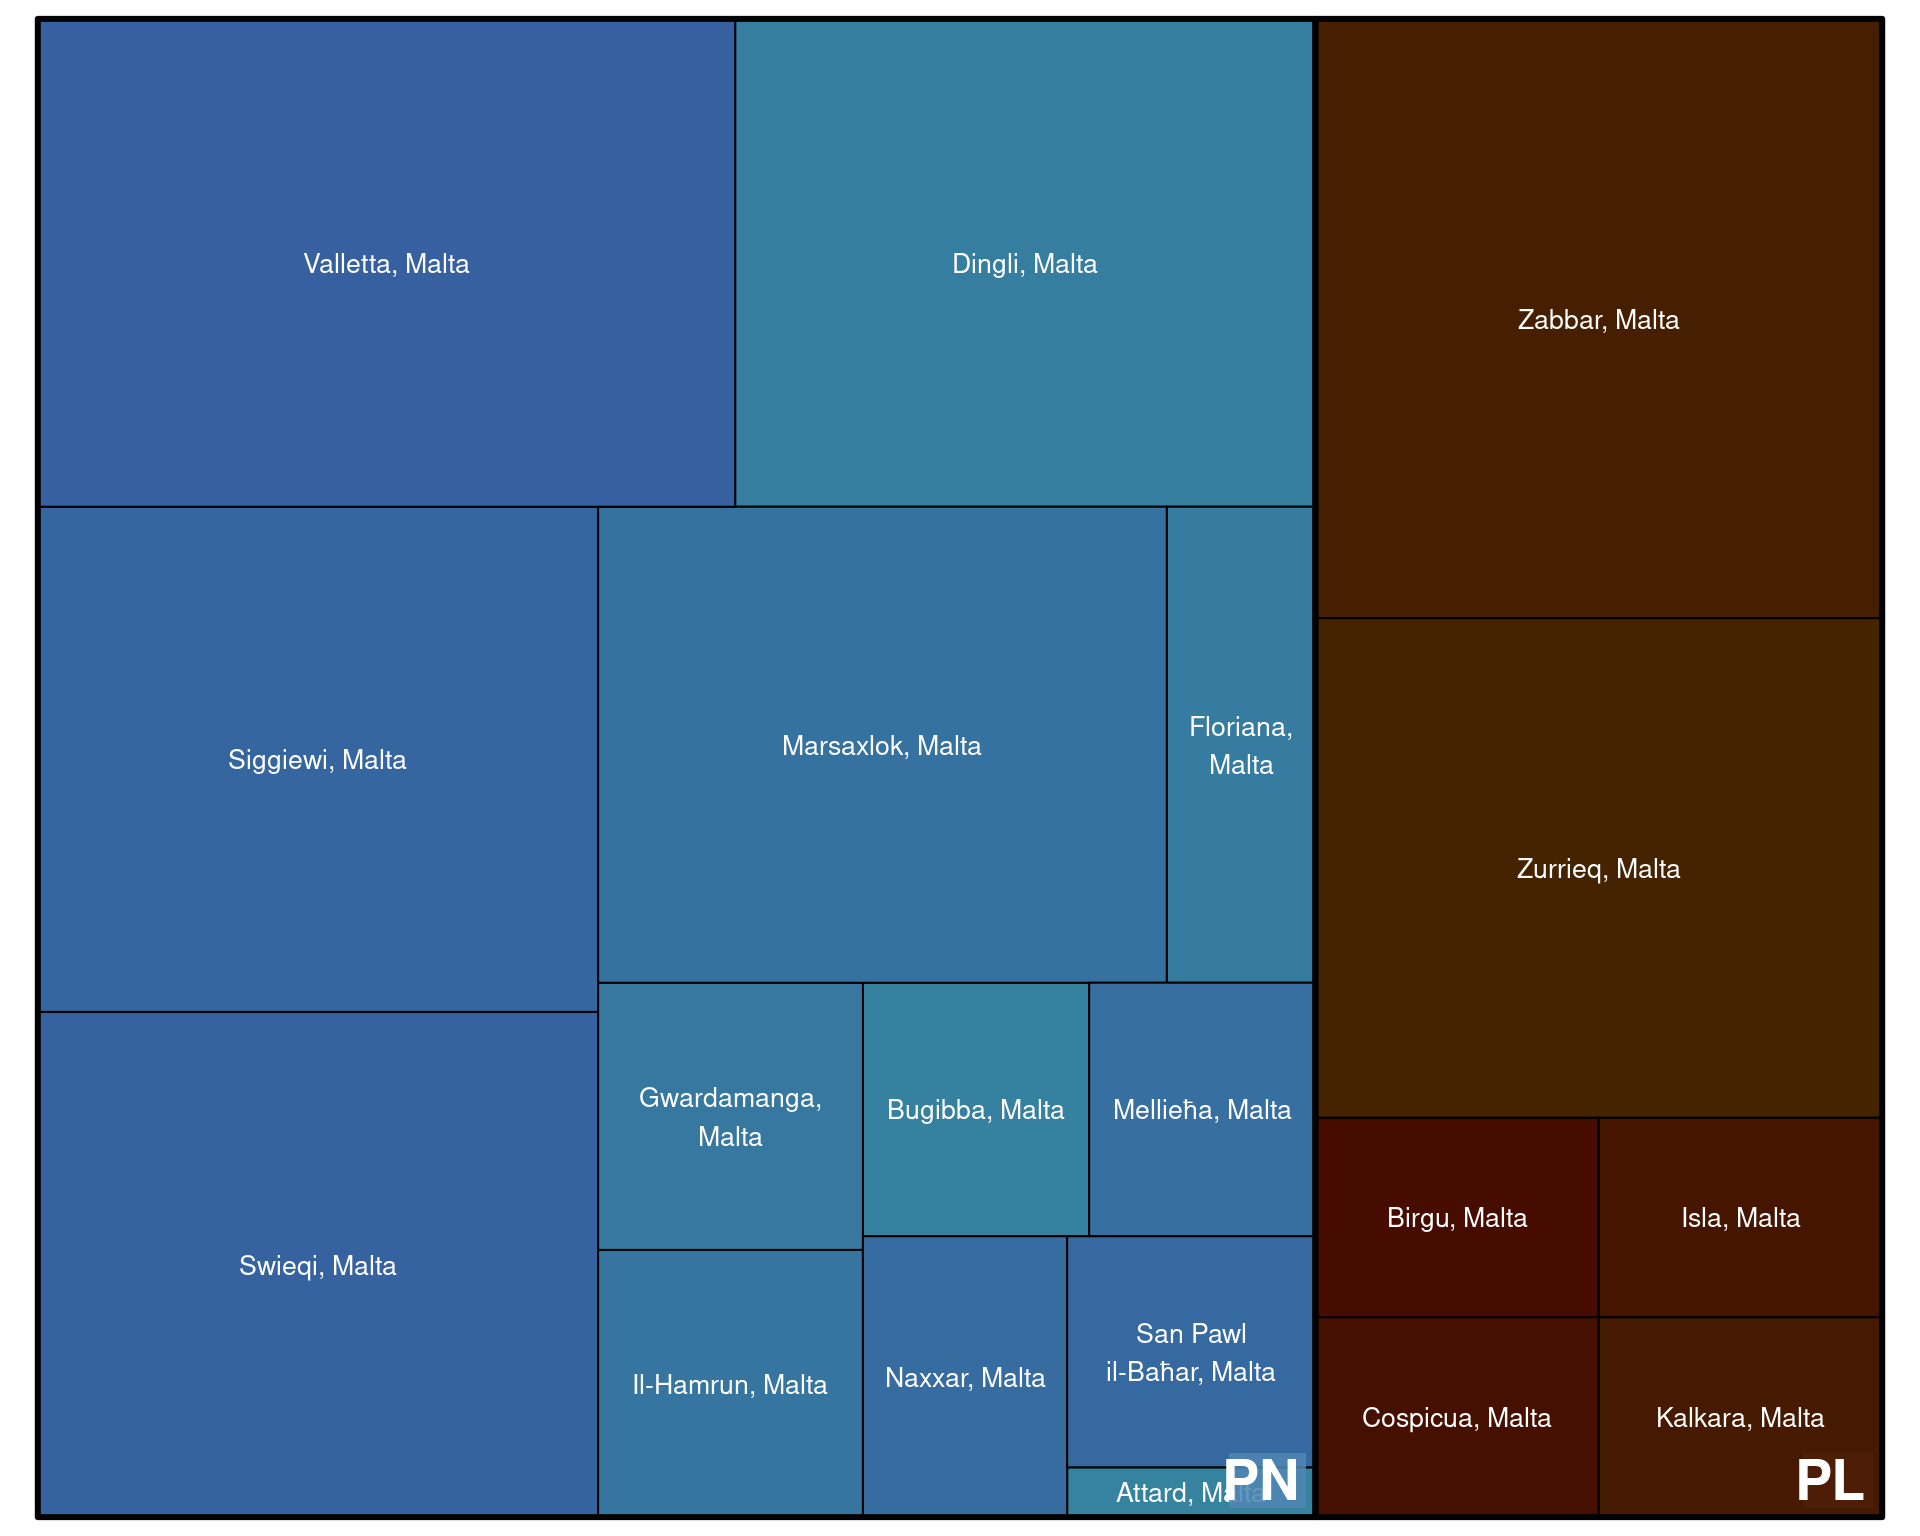 Valletta, Malta
Dingli, Malta
Zabbar, Malta
Siggiewi, Malta
Marsaxlok, Malta
Floriana,
Malta
Zurrieq, Malta
Gwardamanga,
Malta
Bugibba, Malta
Mellieħa, Malta
Birgu, Malta
Isla, Malta
Swieqi, Malta
Il-Hamrun, Malta
Naxxar, Malta
San Pawl
il-Baħar, Malta
Cospicua, Malta
Kalkara, Malta
Attard, Malta
PN
PL